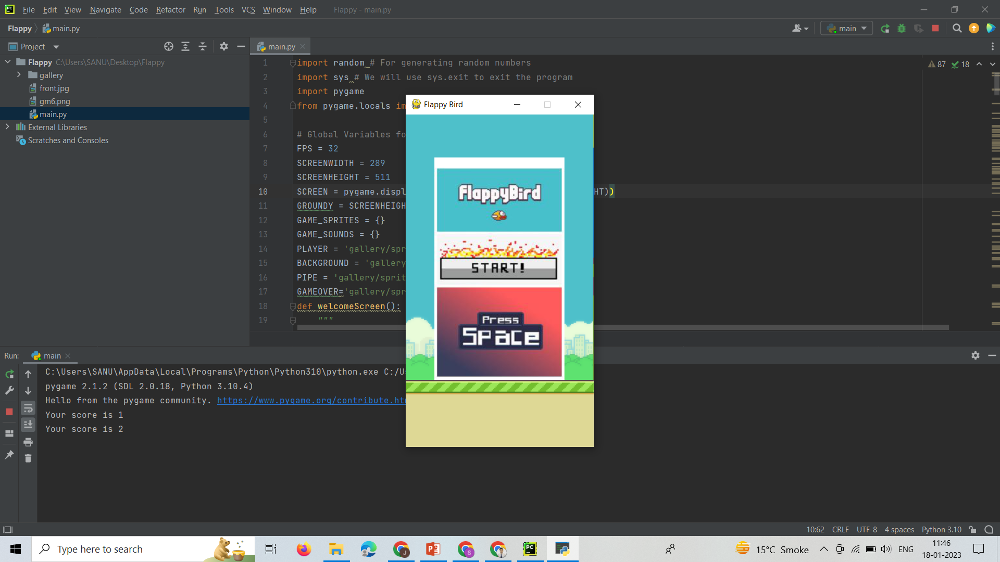 File Edit View Navigate Code Refactor Run Tools VCS Window Help Flappy - main.py
Flappy main.py
main
Project
main.py
Flappy C:\Users\SANU\Desktop\Flappy
gallery
front.jpg
gm6.png
main.py
External Libraries
Scratches and Consoles
87 18
1 import random # For generating random numbers
2 import sys # We will use sys.exit to exit the program
3 import pygame
4 from pygame.locals im
5
6 # Global Variables fo
7 FPS = 32
8 SCREENWIDTH = 289
9 SCREENHEIGHT = 511
10 SCREEN = pygame.displ HT))
11 GROUNDY = SCREENHEIGH
12 GAME_SPRITES = {}
13 GAME_SOUNDS = {}
14 PLAYER = 'gallery/spr
15 BACKGROUND = 'gallery
16 PIPE = 'gallery/sprit
17 GAMEOVER='gallery/spr
18 def welcomeScreen():
19 """
Flappy Bird
FlappyBird
START!
Press
Space
Run: main
C:\Users\SANU\AppData\Local\Programs\Python\Python310\python.exe C:/U
pygame 2.1.2 (SDL 2.0.18, Python 3.10.4)
Hello from the pygame community. https://www.pygame.org/contribute.ht
Your score is 1
Your score is 2
10:62 CRLF UTF-8 4 spaces Python 3.10
Type here to search
15°C Smoke
ENG
11:46
18-01-2023